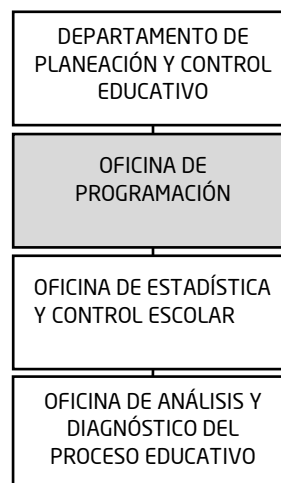 DEPARTAMENTO DE
PLANEACIÓN Y CONTROL
EDUCATIVO
OFICINA DE
PROGRAMACIÓN
OFICINA DE ESTADÍSTICA
Y CONTROL ESCOLAR
OFICINA DE ANÁLISIS Y
DIAGNÓSTICO DEL
PROCESO EDUCATIVO